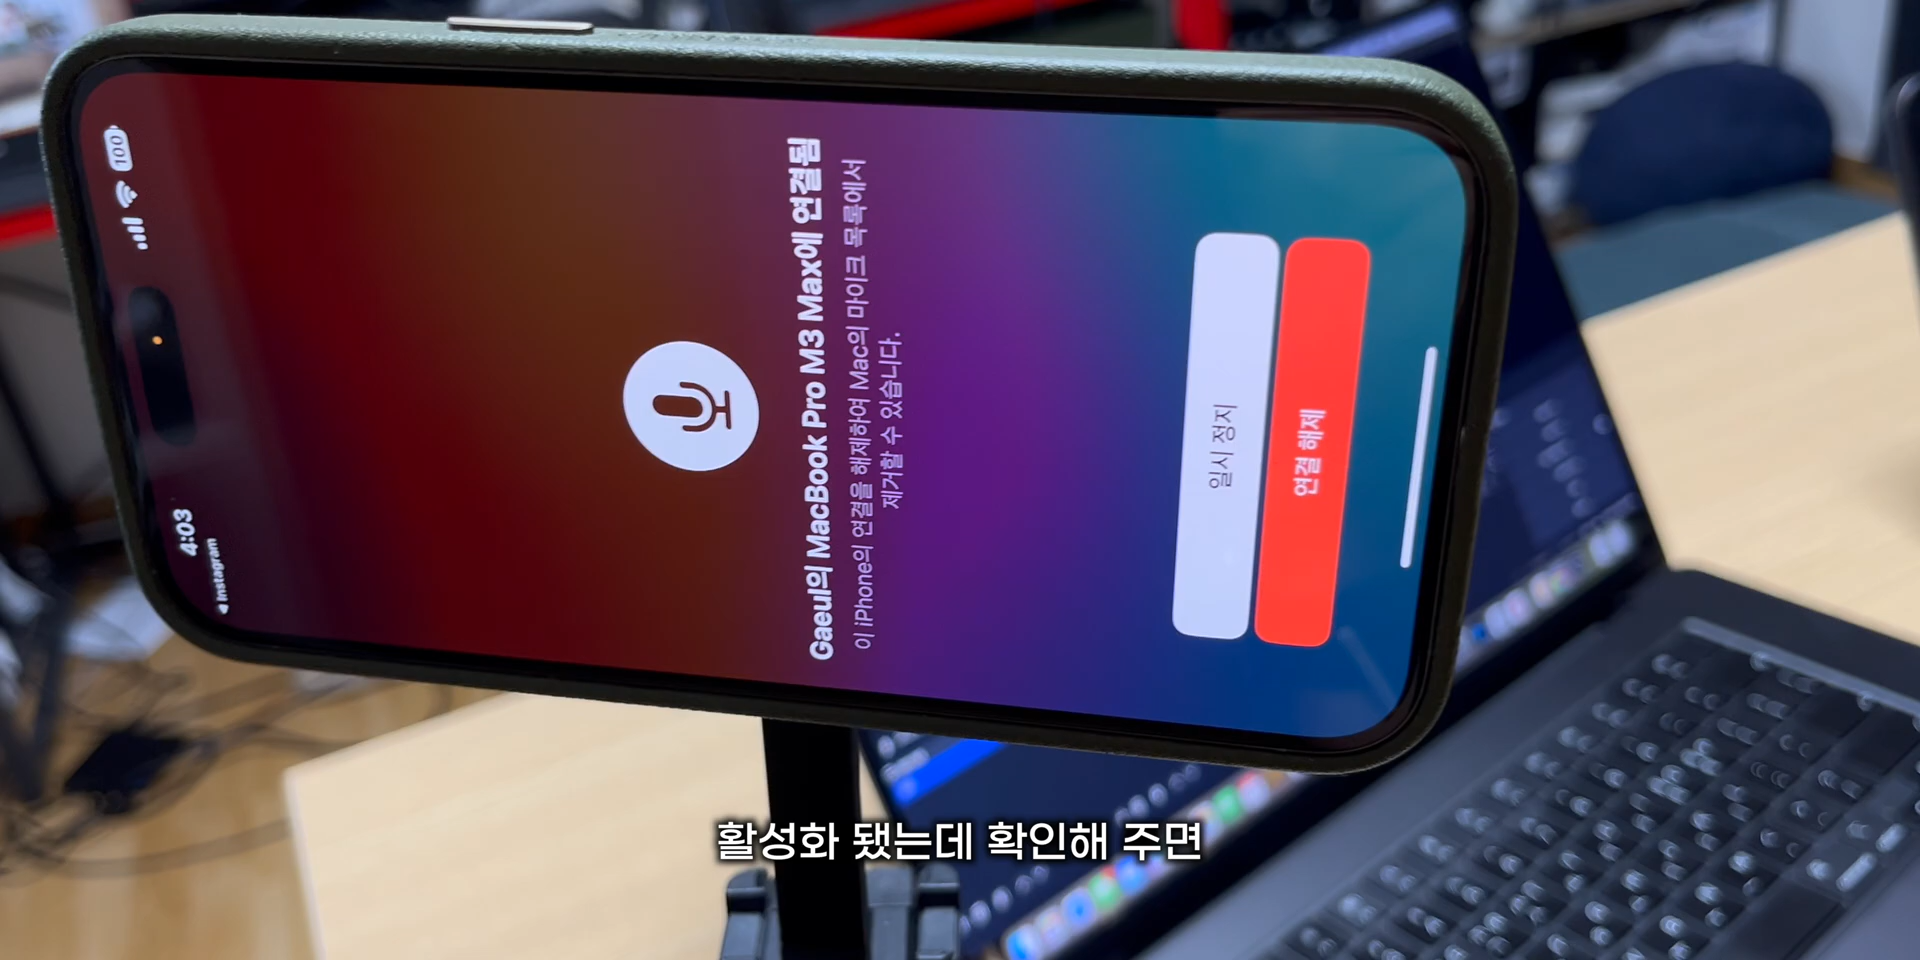 4:03
◀ Instagram
100
Gaeul의 MacBook Pro M3 Max에 연결됨
이 iPhone의 연결을 해제하여 Mac의 마이크 목록에서
제거할 수 있습니다.
일시 정지
연결 해제
활성화 됐는데 확인해 주면